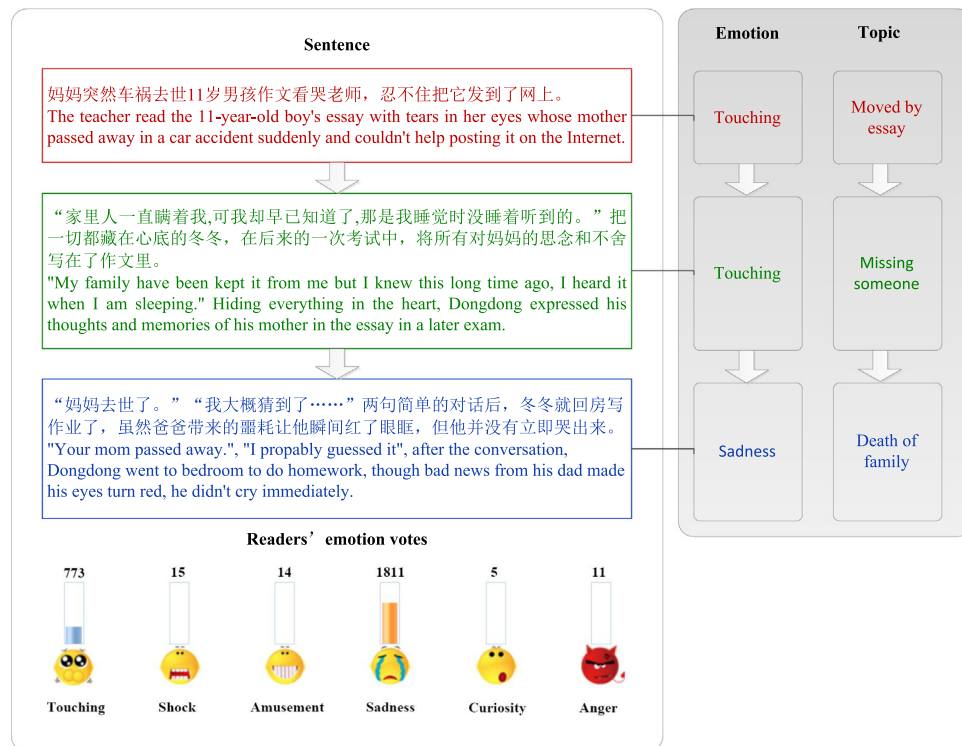 Sentence
妈妈突然车祸去世11岁男孩作文看哭老师，忍不住把它发到了网上。
The teacher read the 11-year-old boy's essay with tears in her eyes whose mother
passed away in a car accident suddenly and couldn't help posting it on the Internet.
“家里人一直瞒着我,可我却早已知道了,那是我睡觉时没睡着听到的。”把
一切都藏在心底的冬冬，在后来的一次考试中，将所有对妈妈的思念和不舍
写在了作文里。
"My family have been kept it from me but I knew this long time ago, I heard it
when I am sleeping." Hiding everything in the heart, Dongdong expressed his
thoughts and memories of his mother in the essay in a later exam.
“妈妈去世了。”“我大概猜到了……”两句简单的对话后，冬冬就回房写
作业了，虽然爸爸带来的噩耗让他瞬间红了眼眶，但他并没有立即哭出来。
"Your mom passed away.", "I propably guessed it", after the conversation,
Dongdong went to bedroom to do homework, though bad news from his dad made
his eyes turn red, he didn't cry immediately.
Readers’ emotion votes
773 15 14 1811 5 11
Touching Shock Amusement Sadness Curiosity Anger
Emotion Topic
Touching
Moved by
essay
Touching
Missing
someone
Sadness
Death of
family